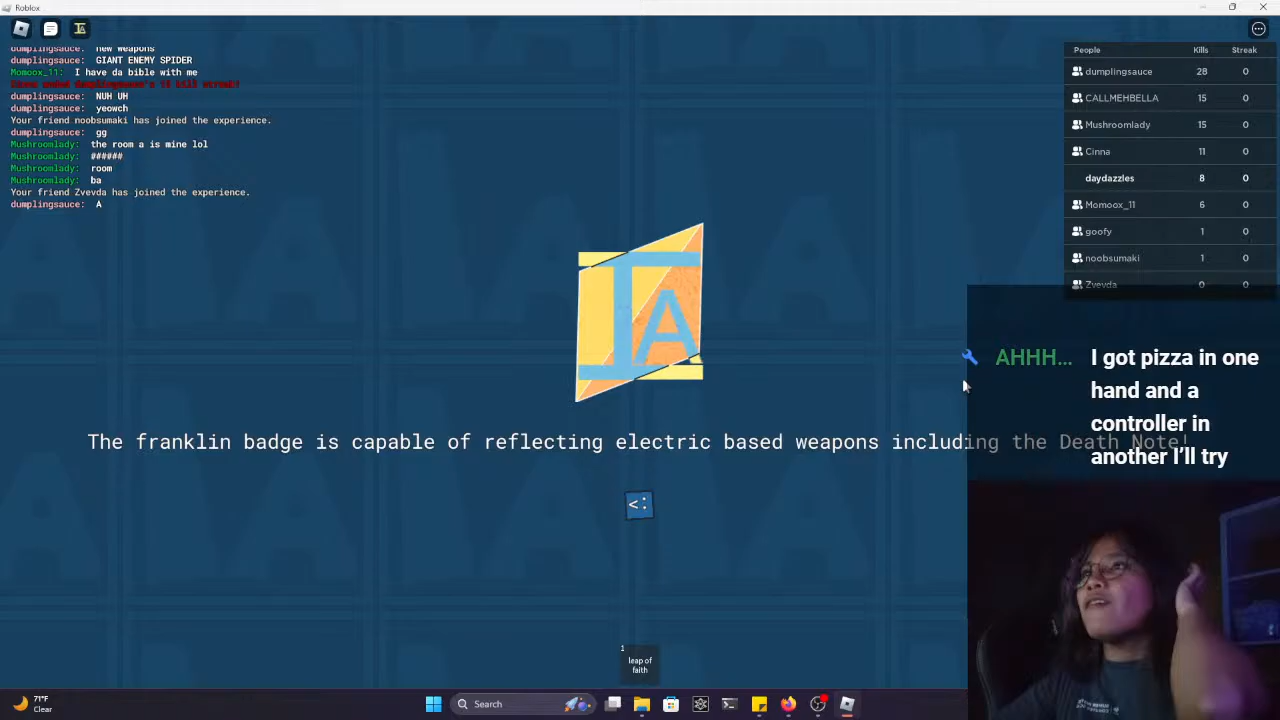 Roblox
dumplingsauce: new weapons
dumplingsauce: GIANT ENEMY SPIDER
Momoox_11: I have da bible with me
dumplingsauce: NUH UH
dumplingsauce: yeowch
Your friend noobsumaki has joined the experience.
dumplingsauce: gg
Mushroomlady: the room a is mine lol
Mushroomlady: ######
Mushroomlady: room
Mushroomlady: ba
Your friend Zvevda has joined the experience.
dumplingsauce: A
People Kills Streak
dumplingsauce 28 0
CALLMEHBELLA 15 0
Mushroomlady 15 0
Cinna 11 0
daydazzles 8 0
Momoox_11 6 0
goofy 1 0
noobsumaki 1 0
Zvevda 0 0
IA
AHHH... I got pizza in one
hand and a
controller in
another I'll try
The franklin badge is capable of reflecting electric based weapons including the Death Note!
<:
1
leap of
faith
71°F
Clear
Search